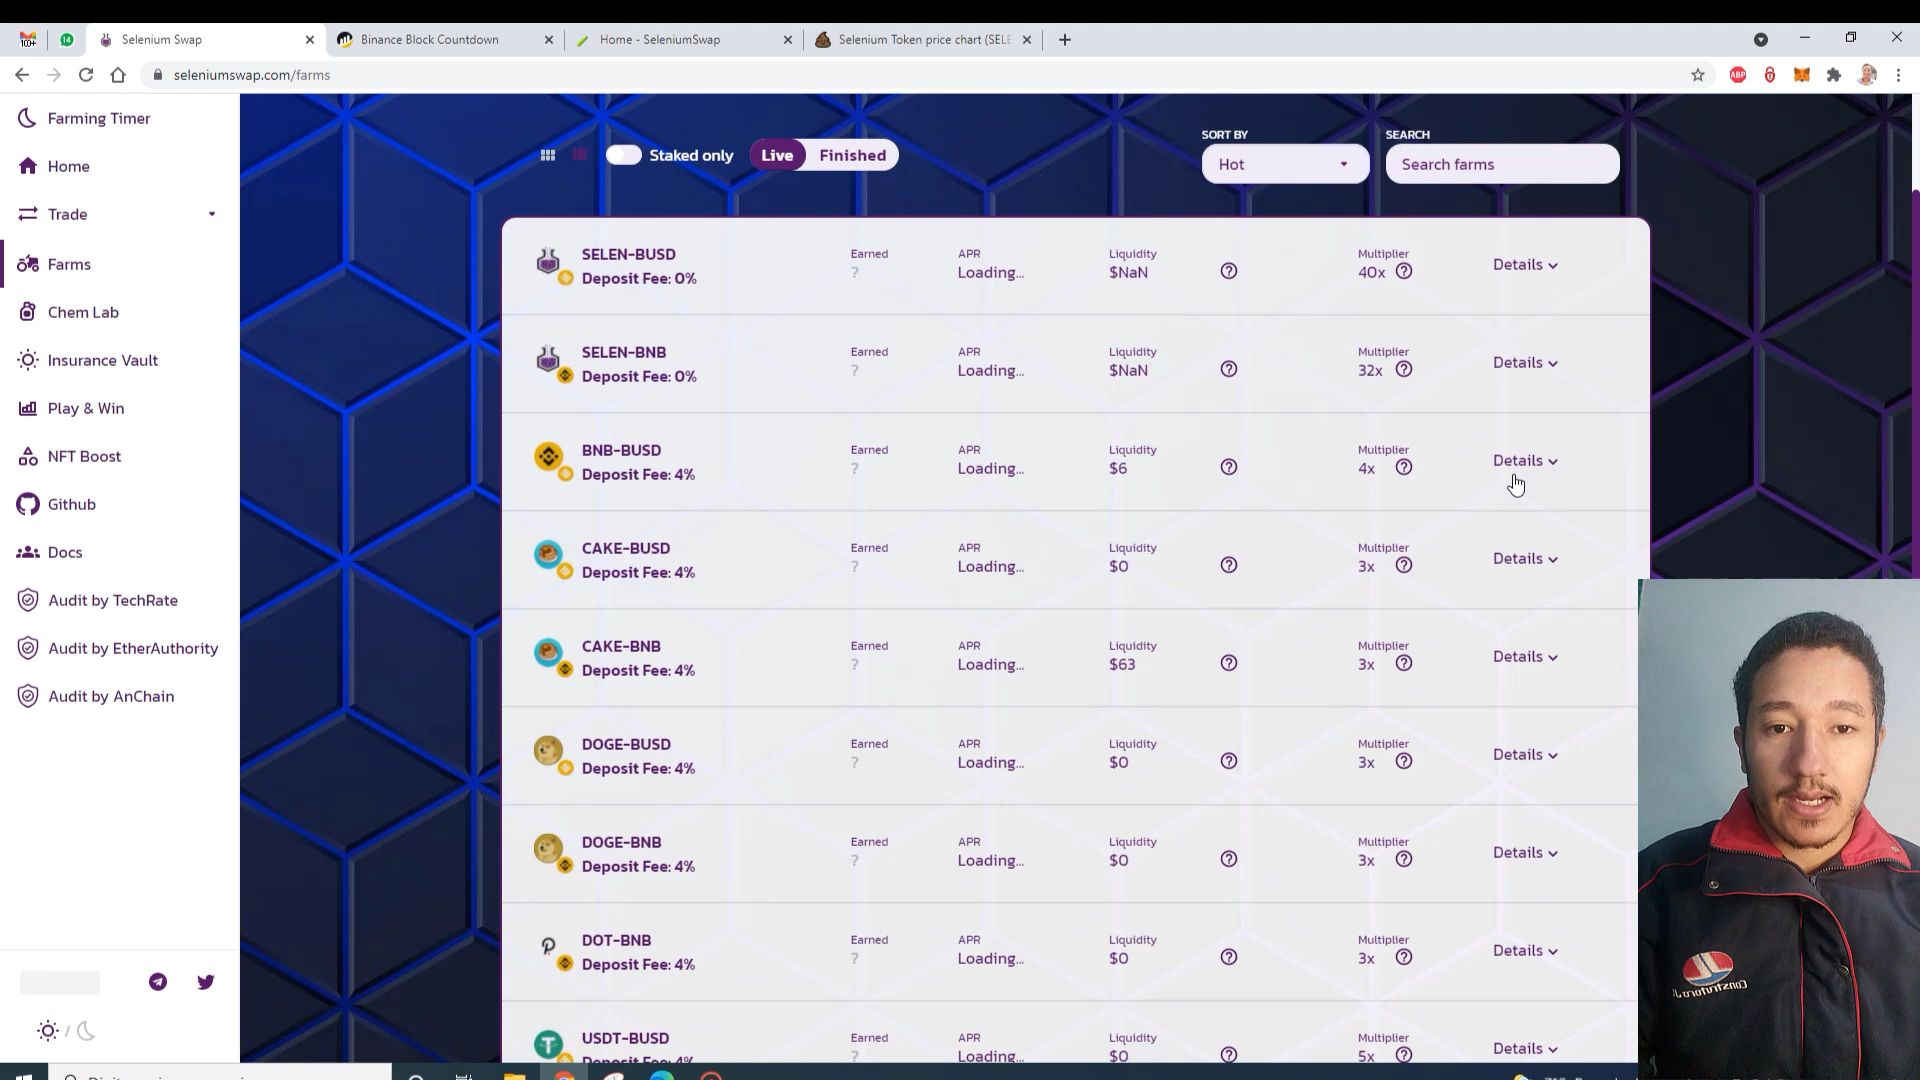 100+
14
Selenium Swap
Binance Block Countdown
Home - SeleniumSwap
Selenium Token price chart (SELE
seleniumswap.com/farms
ABP
Farming Timer
Home
Trade
Farms
Chem Lab
Insurance Vault
Play & Win
NFT Boost
Github
Docs
Audit by TechRate
Audit by EtherAuthority
Audit by AnChain
Staked only
Live
Finished
SORT BY
Hot
SEARCH
Search farms
SELEN-BUSD
Deposit Fee: 0%
Earned
?
APR
Loading...
Liquidity
$NaN
Multiplier
40x
Details
SELEN-BNB
Deposit Fee: 0%
Earned
?
APR
Loading...
Liquidity
$NaN
Multiplier
32x
Details
BNB-BUSD
Deposit Fee: 4%
Earned
?
APR
Loading...
Liquidity
$6
Multiplier
4x
Details
CAKE-BUSD
Deposit Fee: 4%
Earned
?
APR
Loading...
Liquidity
$0
Multiplier
3x
Details
CAKE-BNB
Deposit Fee: 4%
Earned
?
APR
Loading...
Liquidity
$63
Multiplier
3x
Details
DOGE-BUSD
Deposit Fee: 4%
Earned
?
APR
Loading...
Liquidity
$0
Multiplier
3x
Details
DOGE-BNB
Deposit Fee: 4%
Earned
?
APR
Loading...
Liquidity
$0
Multiplier
3x
Details
DOT-BNB
Deposit Fee: 4%
Earned
?
APR
Loading...
Liquidity
$0
Multiplier
3x
Details
USDT-BUSD
Deposit Fee: 4%
Earned
?
APR
Loading...
Liquidity
$0
Multiplier
5x
Details